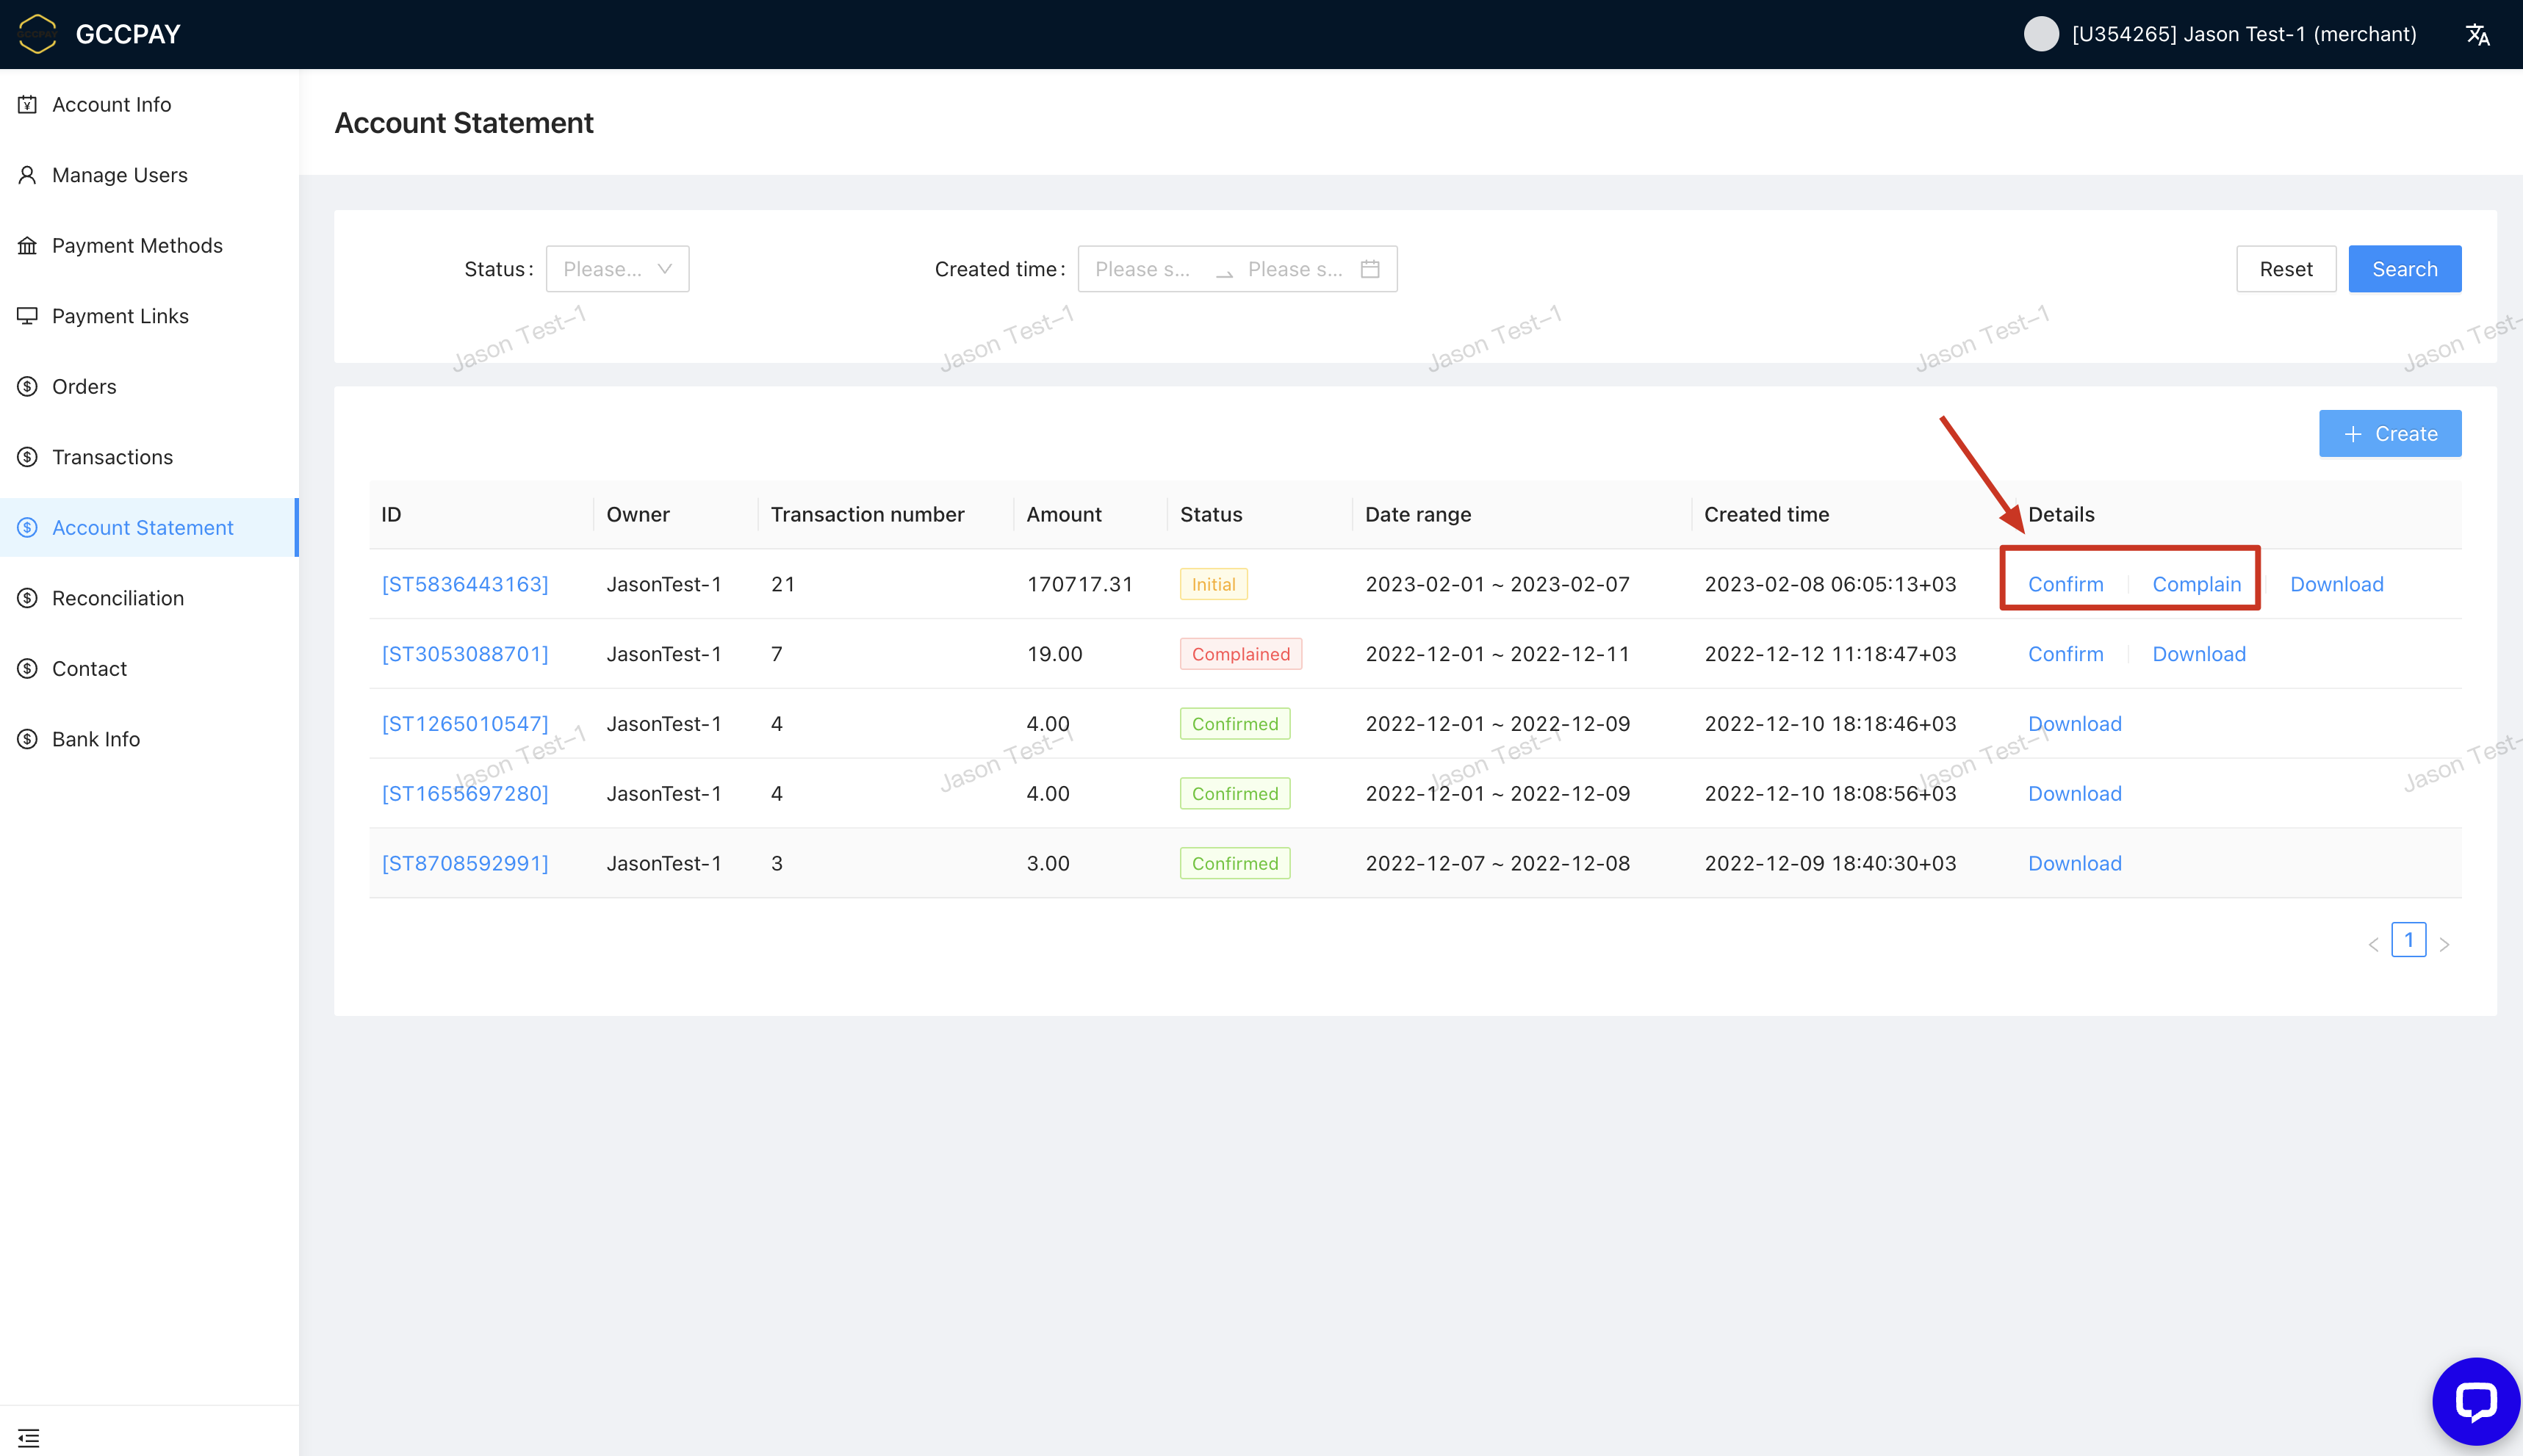 GCCPAY
[U354265] Jason Test-1 (merchant)
Account Info
Manage Users
Payment Methods
Payment Links
Orders
Transactions
Account Statement
Reconciliation
Contact
Bank Info
Account Statement
Status: Please... Created time: Please s... Please s... Reset Search
Jason Test-1 Jason Test-1 Jason Test-1 Jason Test-1 Jason Test-
+ Create
ID Owner Transaction number Amount Status Date range Created time Details
[ST5836443163] JasonTest-1 21 170717.31 Initial 2023-02-01 ~ 2023-02-07 2023-02-08 06:05:13+03 Confirm Complain Download
[ST3053088701] JasonTest-1 7 19.00 Complained 2022-12-01 ~ 2022-12-11 2022-12-12 11:18:47+03 Confirm Download
[ST1265010547] JasonTest-1 4 4.00 Confirmed 2022-12-01 ~ 2022-12-09 2022-12-10 18:18:46+03 Download
Jason Test-1 Jason Test-1 Jason Test-1 Jason Test-1 Jason Test-
[ST1655697280] JasonTest-1 4 4.00 Confirmed 2022-12-01 ~ 2022-12-09 2022-12-10 18:08:56+03 Download
[ST8708592991] JasonTest-1 3 3.00 Confirmed 2022-12-07 ~ 2022-12-08 2022-12-09 18:40:30+03 Download
< 1 >